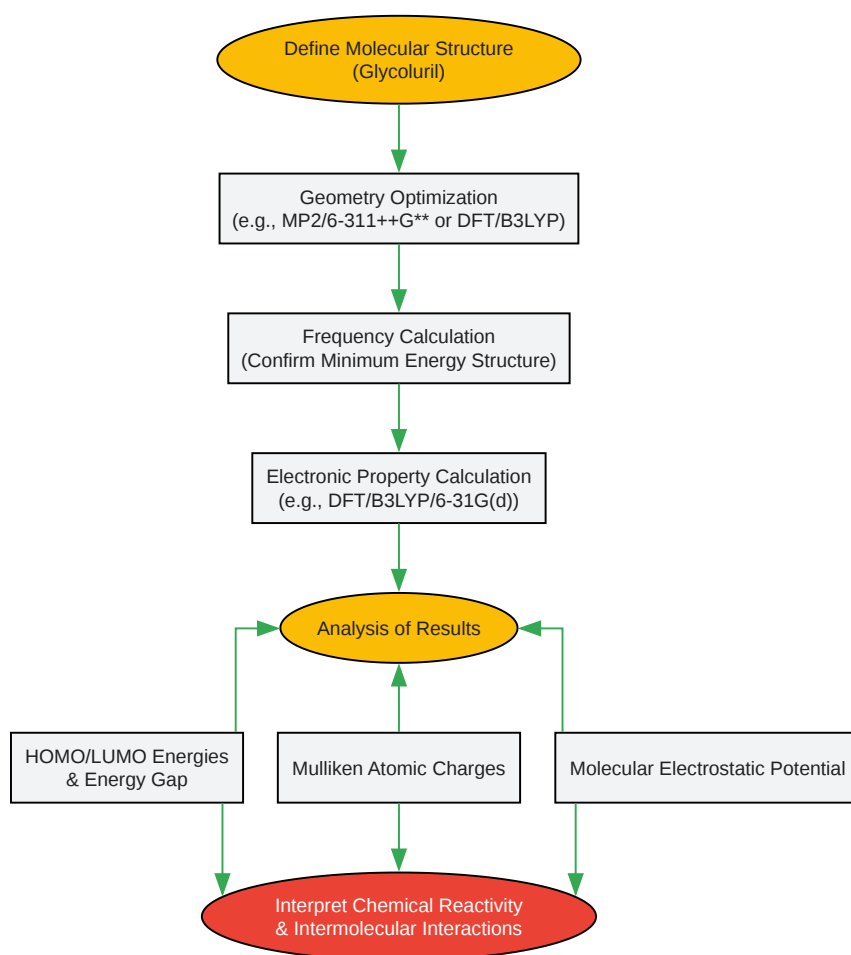 Define Molecular Structure
(Glycoluril)
Geometry Optimization
(e.g., MP2/6-311++G** or DFT/B3LYP)
Frequency Calculation
(Confirm Minimum Energy Structure)
Electronic Property Calculation
(e.g., DFT/B3LYP/6-31G(d))
Analysis of Results
HOMO/LUMO Energies
& Energy Gap
Mulliken Atomic Charges
Molecular Electrostatic Potential
Interpret Chemical Reactivity
& Intermolecular Interactions